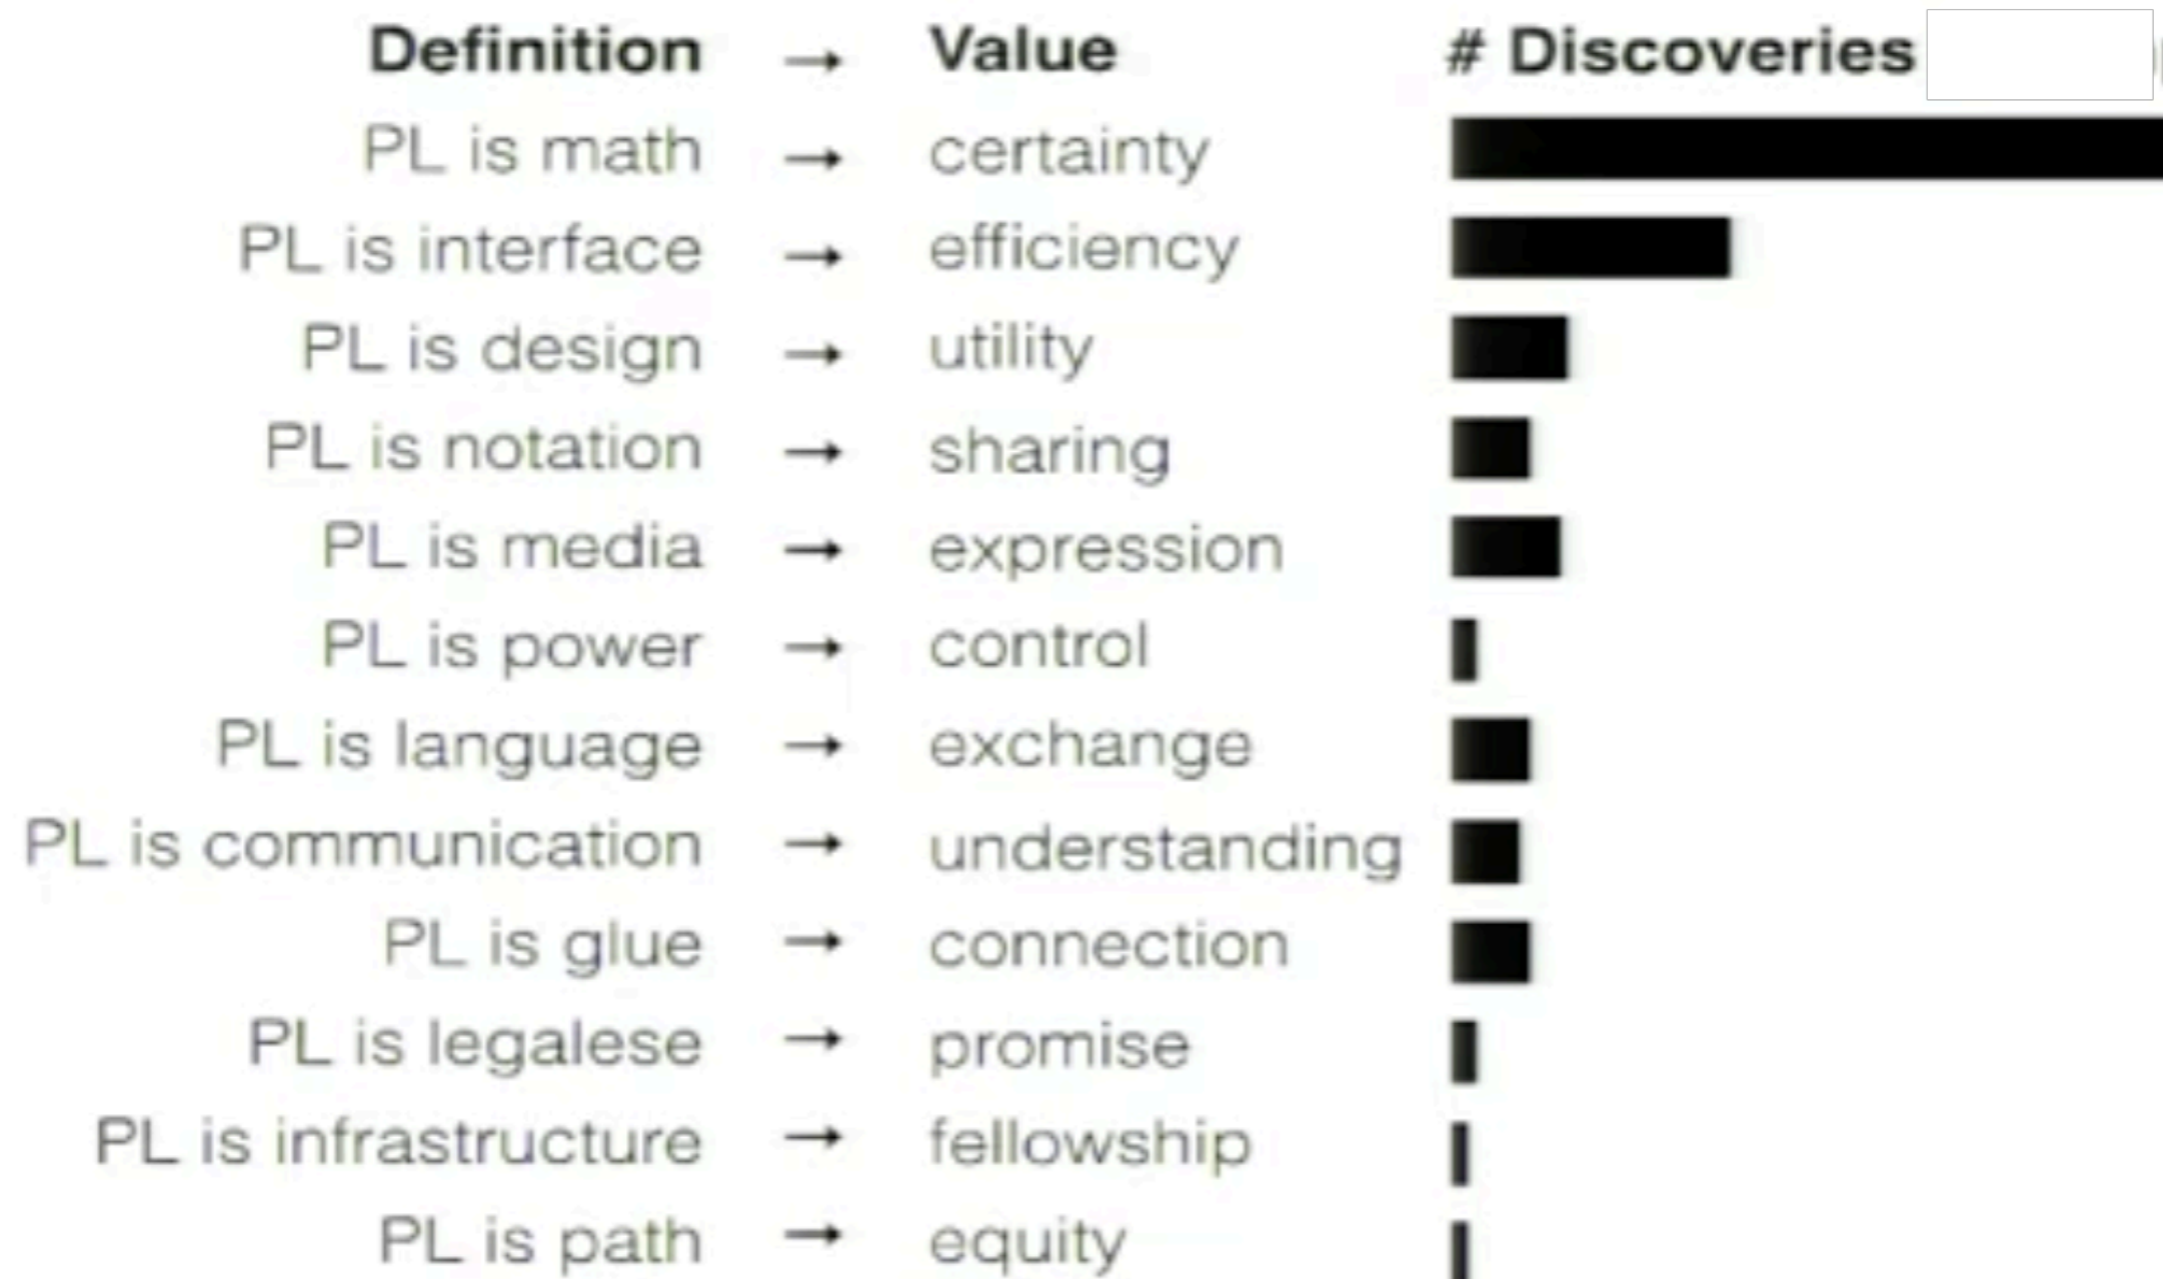 Definition → Value # Discoveries
PL is math → certainty
PL is interface → efficiency
PL is design → utility
PL is notation → sharing
PL is media → expression
PL is power → control
PL is language → exchange
PL is communication → understanding
PL is glue → connection
PL is legalese → promise
PL is infrastructure → fellowship
PL is path → equity